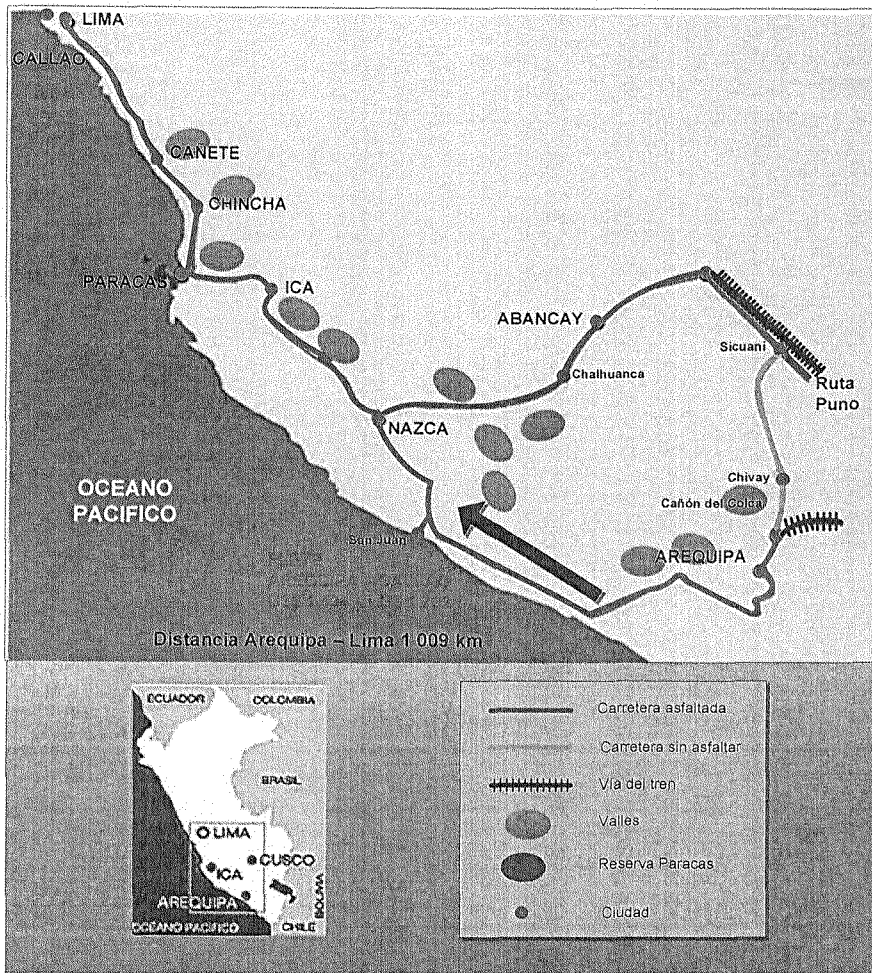 LIMA
CALLAO
CAÑETE
CHINCHA
PARACAS
ICA
ABANCAY
Sicuani
Chalhuanca
Ruta
Puno
NAZCA
OCEANO
PACIFICO
Chivay
Cañón del Colca
San Juan
AREQUIPA
Distancia Arequipa – Lima 1 009 km
ECUADOR
COLOMBIA
BRASIL
LIMA
CUSCO
ICA
AREQUIPA
BOLIVIA
OCEANO PACIFICO
CHILE
Carretera asfaltada
Carretera sin asfaltar
Vía del tren
Valles
Reserva Paracas
Ciudad